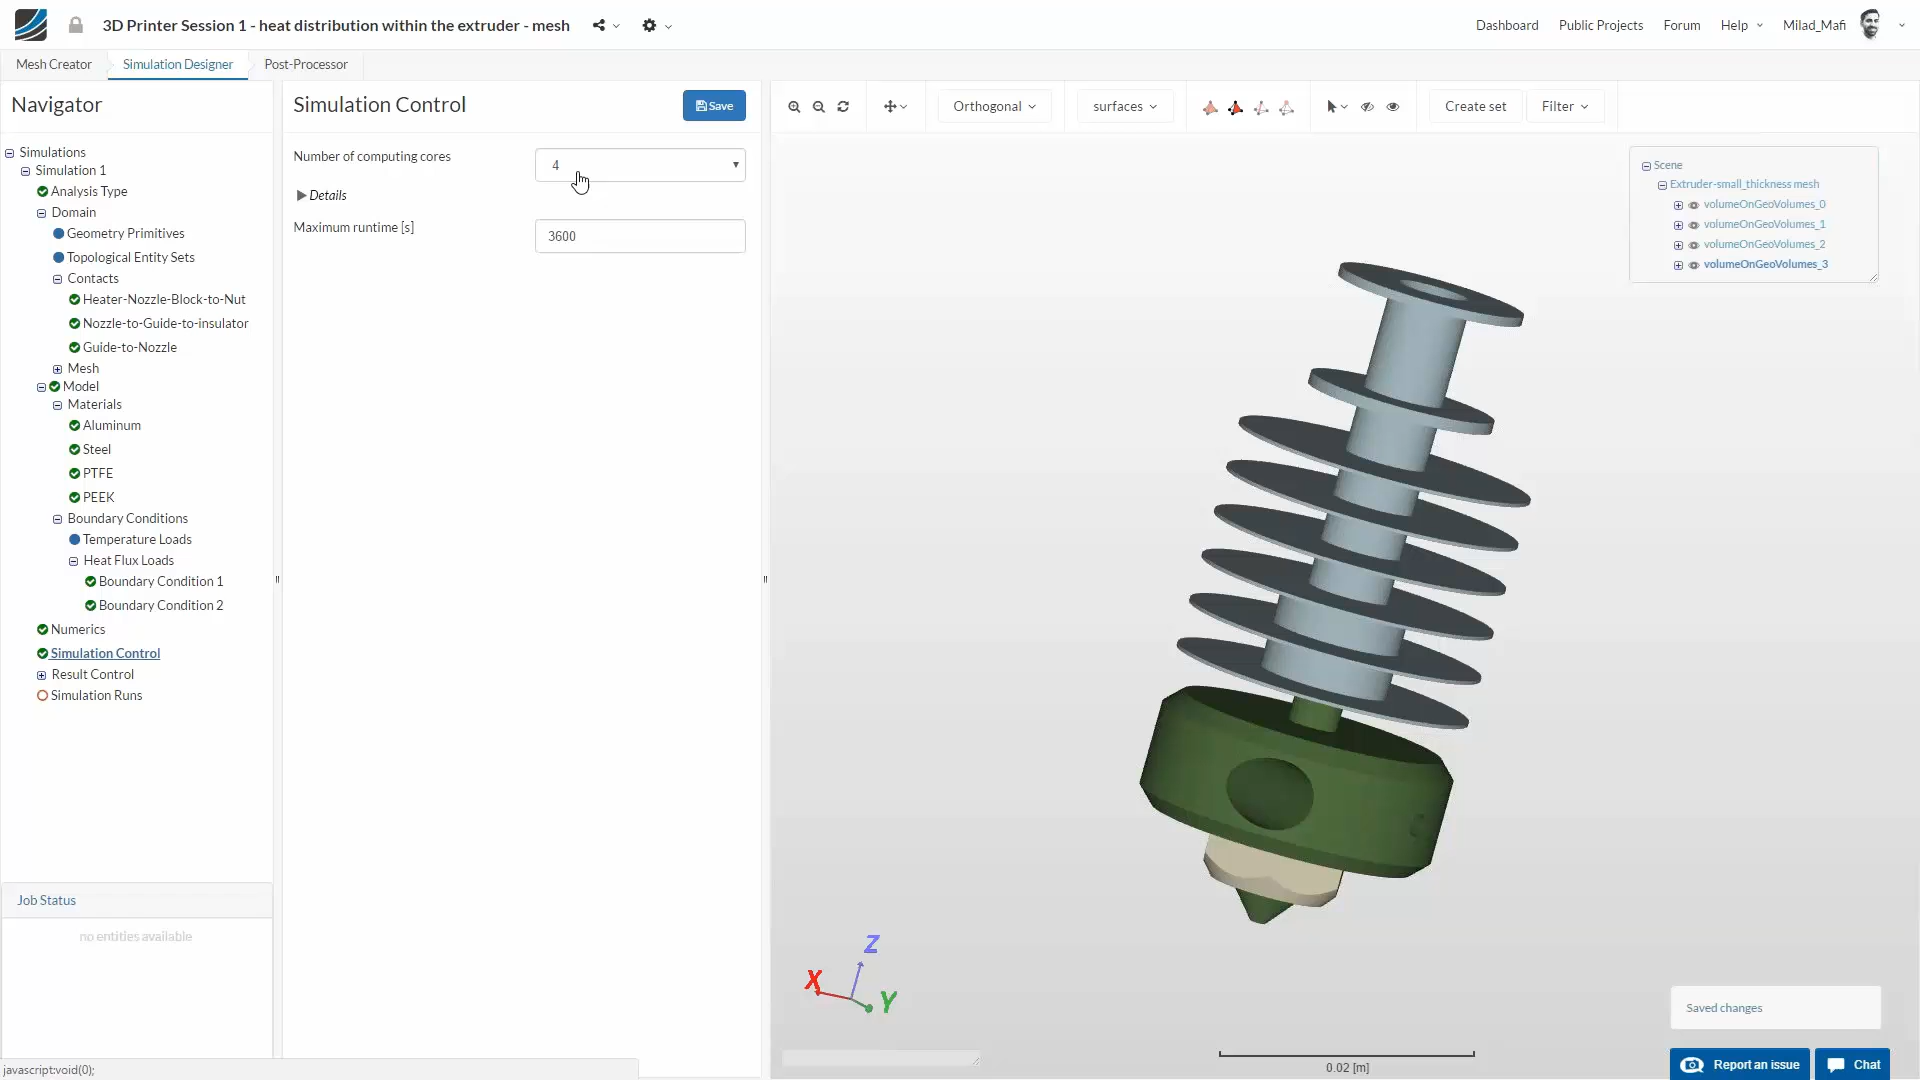 3D Printer Session 1 - heat distribution within the extruder - mesh
Dashboard
Public Projects
Forum
Help
Milad_Mafi
Mesh Creator
Simulation Designer
Post-Processor
Navigator
Simulations
Simulation 1
Analysis Type
Domain
Geometry Primitives
Topological Entity Sets
Contacts
Heater-Nozzle-Block-to-Nut
Nozzle-to-Guide-to-insulator
Guide-to-Nozzle
Mesh
Model
Materials
Aluminum
Steel
PTFE
PEEK
Boundary Conditions
Temperature Loads
Heat Flux Loads
Boundary Condition 1
Boundary Condition 2
Numerics
Simulation Control
Result Control
Simulation Runs
Job Status
no entities available
javascript:void(0);
Simulation Control
Save
Number of computing cores
4
Details
Maximum runtime [s]
3600
Orthogonal
surfaces
Create set
Filter
Scene
Extruder-small_thickness mesh
volumeOnGeoVolumes_0
volumeOnGeoVolumes_1
volumeOnGeoVolumes_2
volumeOnGeoVolumes_3
Z
X
Y
0.02 [m]
Saved changes
Report an issue
Chat